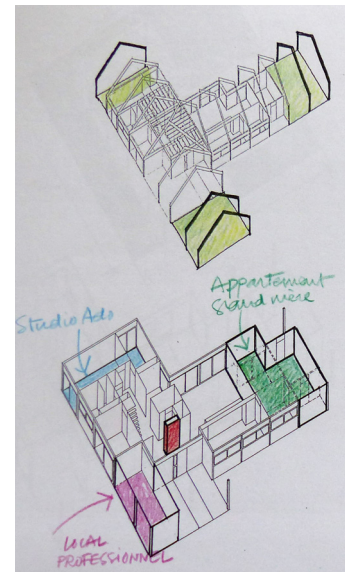 Appartement
grand mère
Studio Ado
LOCAL
PROFESSIONNEL